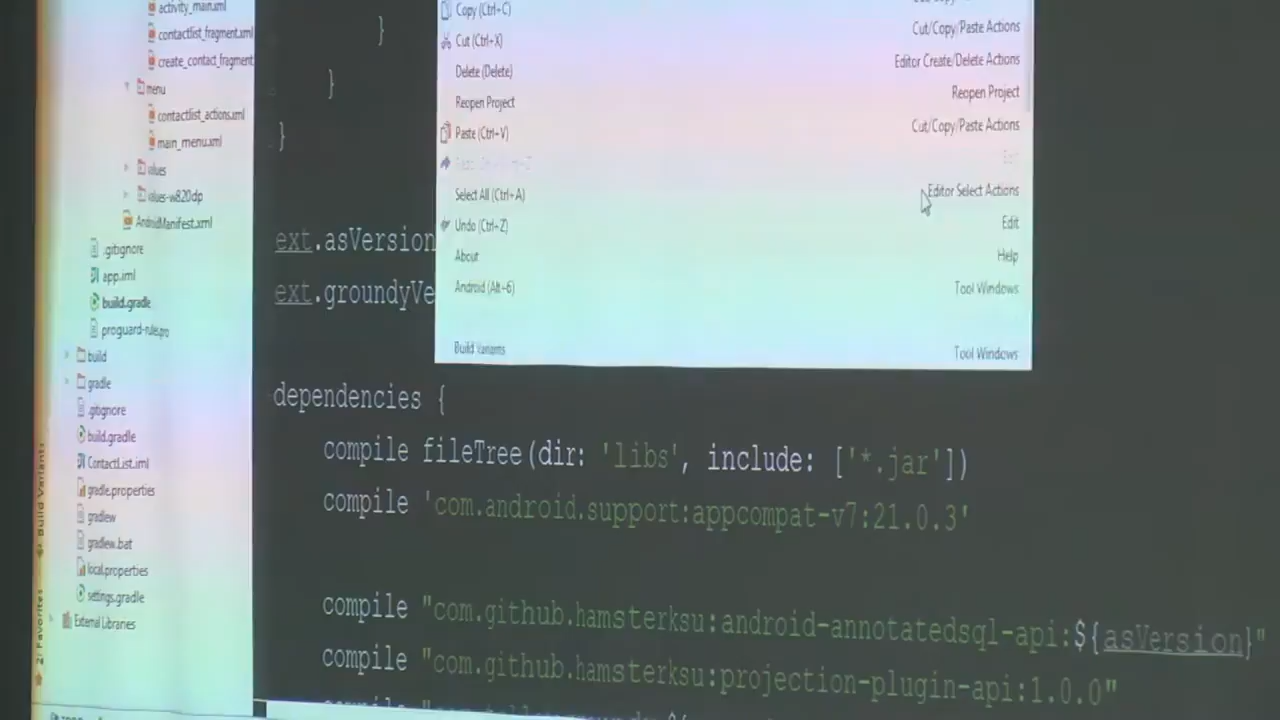 activity_main.xml
contactlist_fragment.xml
create_contact_fragment
menu
contactlist_actions.xml
main_menu.xml
values
values-w820dp
AndroidManifest.xml
.gitignore
app.iml
build.gradle
proguard-rules.pro
build
gradle
.gitignore
build.gradle
ContactList.iml
gradle.properties
gradlew
gradlew.bat
local.properties
settings.gradle
External Libraries
Build Variants
2: Favorites
Copy (Ctrl+C)
Cut (Ctrl+X) Cut/Copy/Paste Actions
Delete (Delete) Editor Create/Delete Actions
Reopen Project Reopen Project
Paste (Ctrl+V) Cut/Copy/Paste Actions
Select All (Ctrl+A) Editor Select Actions
Undo (Ctrl+Z) Edit
About Help
Android (Alt+6) Tool Windows
Build Variants Tool Windows
}
}
}
ext.asVersion
ext.groundyVe
dependencies {
compile fileTree(dir: 'libs', include: ['*.jar'])
compile 'com.android.support:appcompat-v7:21.0.3'
compile "com.github.hamsterksu:android-annotatedsql-api:${asVersion}"
compile "com.github.hamsterksu:projection-plugin-api:1.0.0"
compile